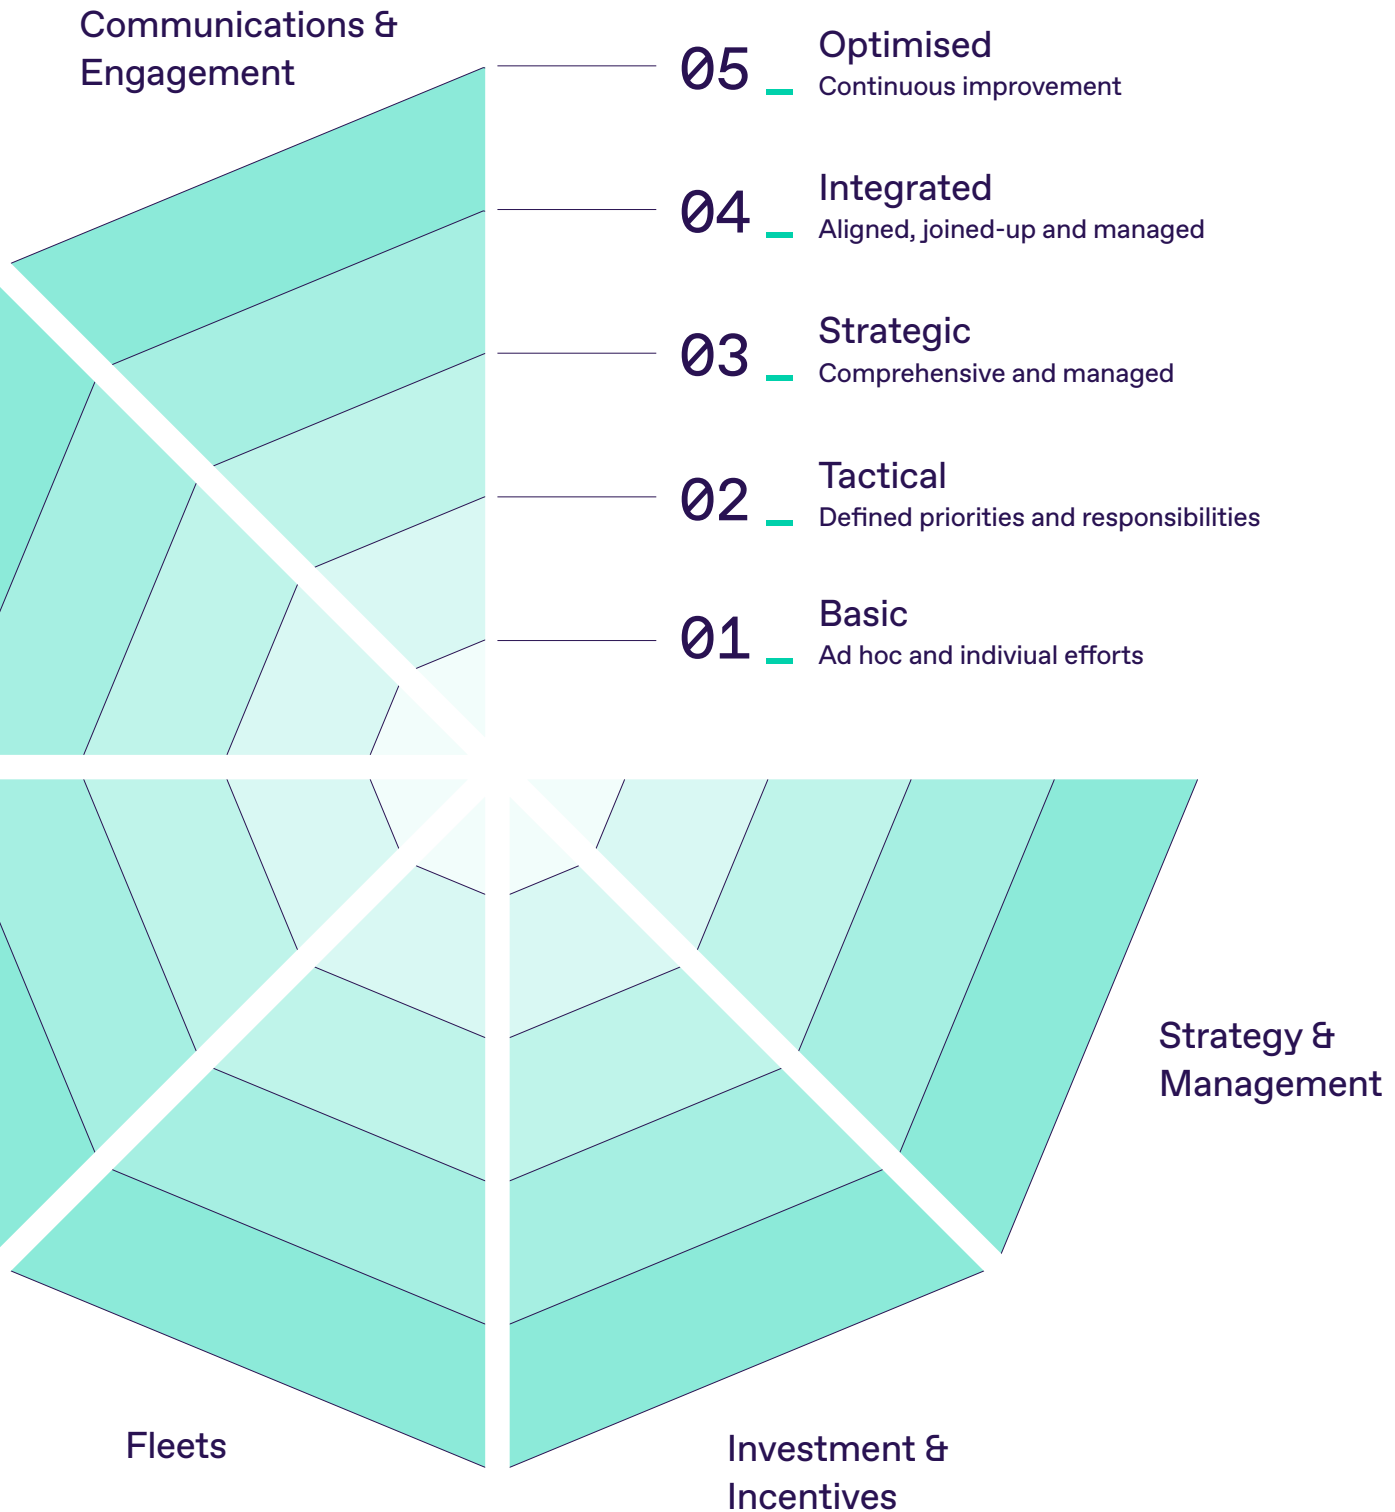 Communications &
Engagement
05 _ Optimised
Continuous improvement
04 _ Integrated
Aligned, joined-up and managed
03 _ Strategic
Comprehensive and managed
02 _ Tactical
Defined priorities and responsibilities
01 _ Basic
Ad hoc and indiviual efforts
Strategy &
Management
Fleets
Investment &
Incentives